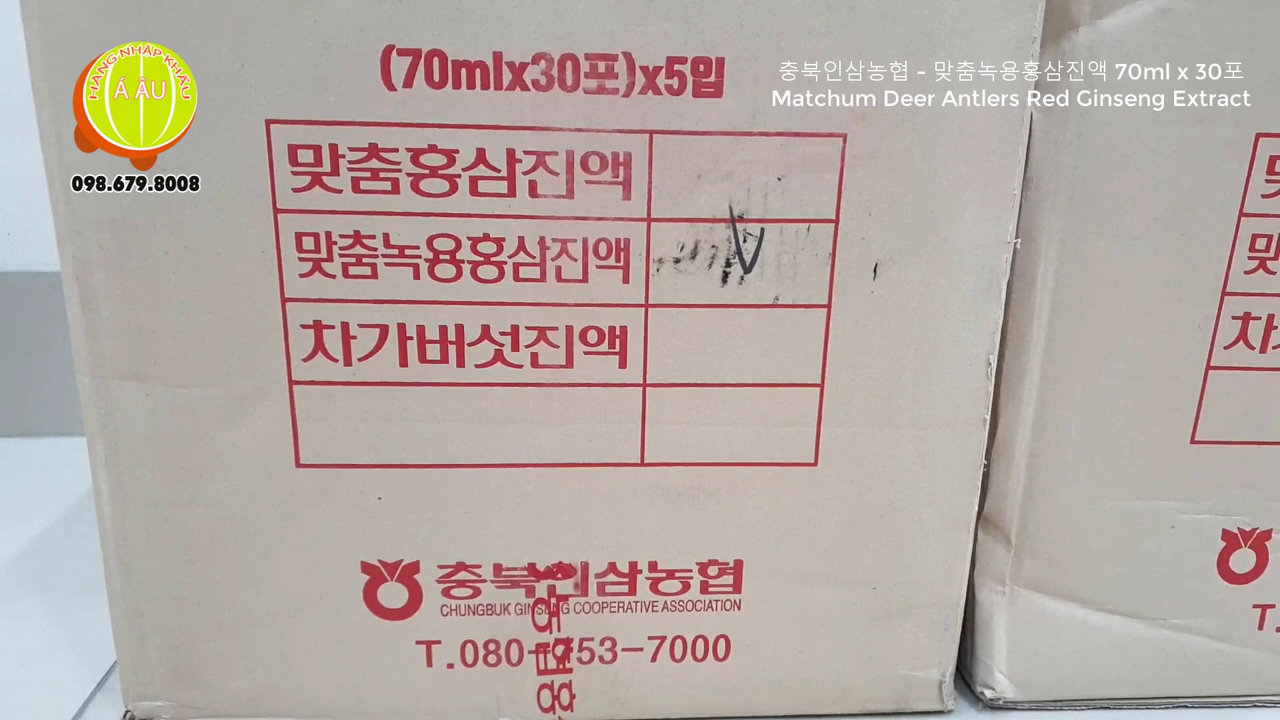 HÀNG NHẬP KHẨU
Á ÂU
098.679.8008
충북인삼농협 - 맞춤녹용홍삼진액 70ml x 30포
Matchum Deer Antlers Red Ginseng Extract
(70mlx30포)x5입
맞춤홍삼진액
맞춤녹용홍삼진액
차가버섯진액
충북인삼농협
CHUNGBUK GINSENG COOPERATIVE ASSOCIATION
T.080-753-7000
맞
차가
T.